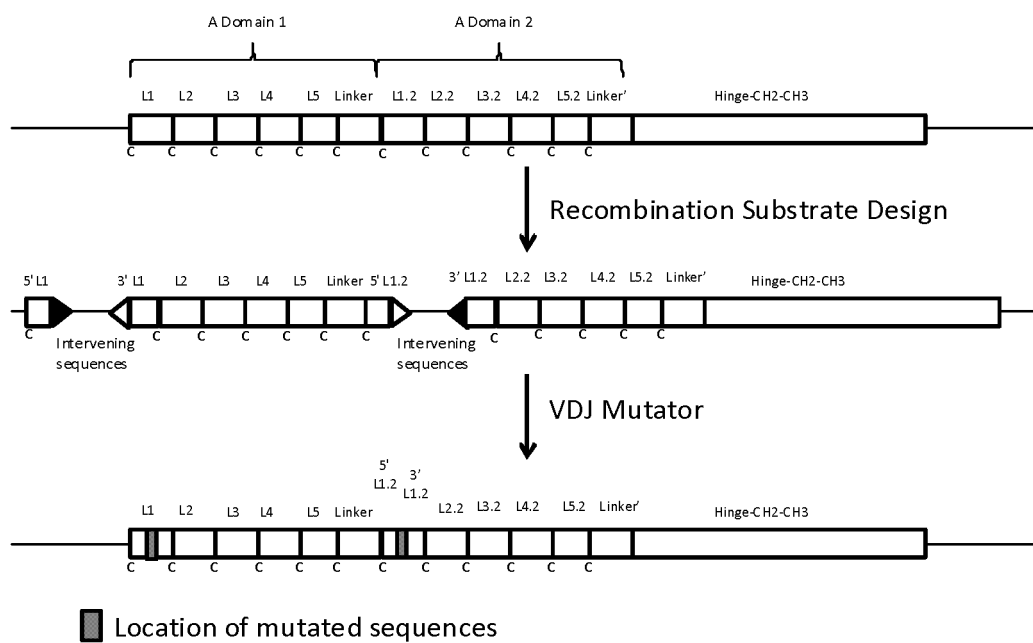 A Domain 1 A Domain 2
L1 L2 L3 L4 L5 Linker L1.2 L2.2 L3.2 L4.2 L5.2 Linker' Hinge-CH2-CH3
C C C C C C C C C C C C
Recombination Substrate Design
5' L1 3' L1 L2 L3 L4 L5 Linker 5' L1.2 3' L1.2 L2.2 L3.2 L4.2 L5.2 Linker' Hinge-CH2-CH3
C C C C C C C C C C C C
Intervening Intervening
sequences sequences
VDJ Mutator
5'
3'
L1.2
L1.2
L1 L2 L3 L4 L5 Linker L2.2 L3.2 L4.2 L5.2 Linker' Hinge-CH2-CH3
C C C C C C C C C C C C
Location of mutated sequences